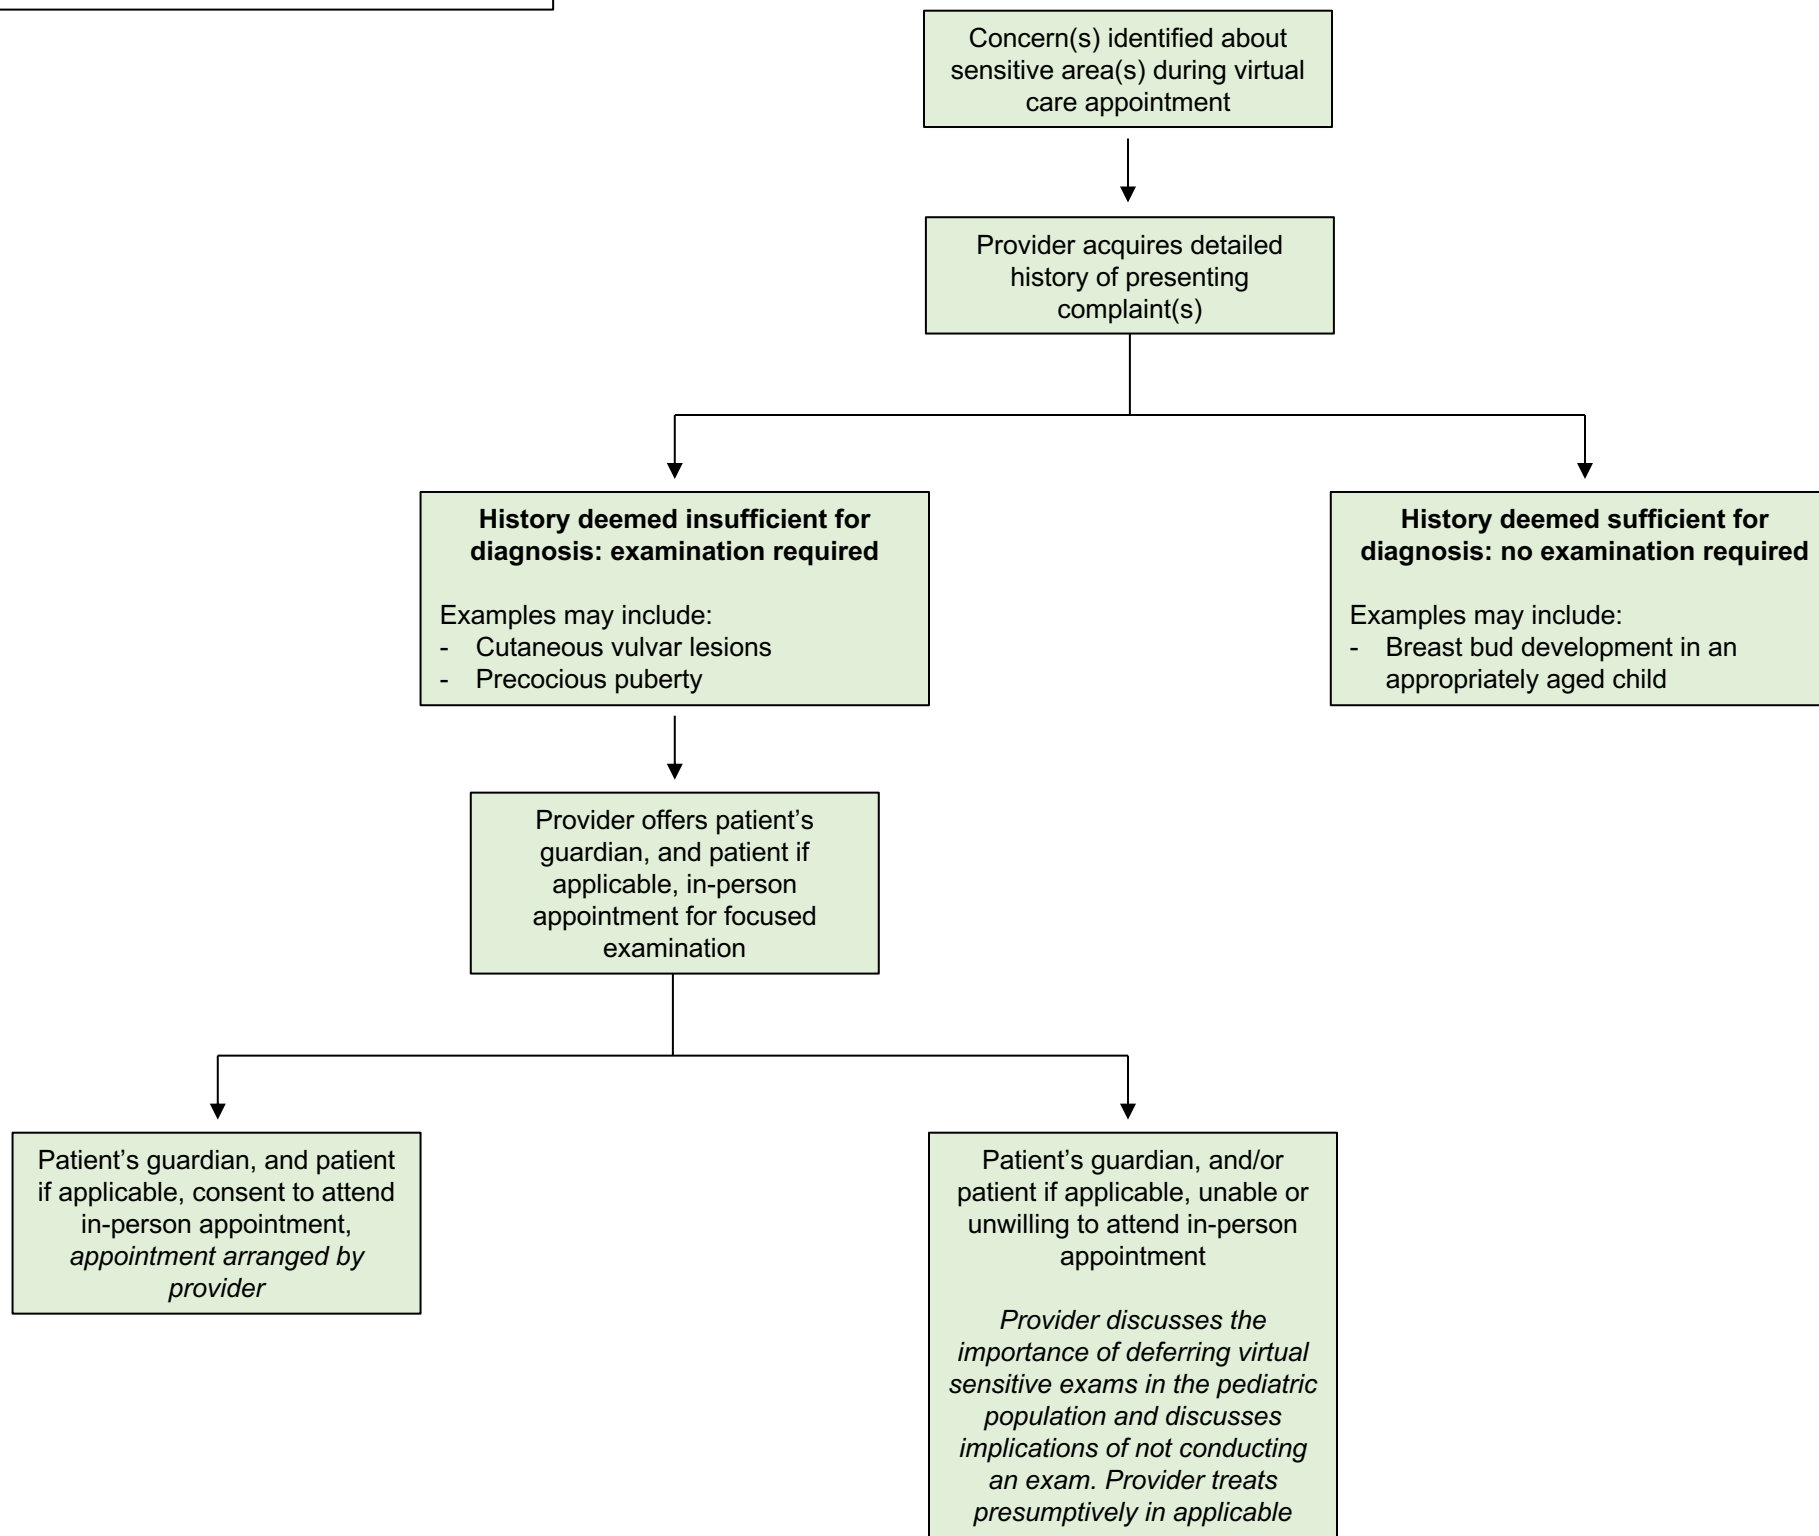 Concern(s) identified about
sensitive area(s) during virtual
care appointment
Provider acquires detailed
history of presenting
complaint(s)
History deemed insufficient for
diagnosis: examination required
Examples may include:
- Cutaneous vulvar lesions
- Precocious puberty
History deemed sufficient for
diagnosis: no examination required
Examples may include:
- Breast bud development in an
appropriately aged child
Provider offers patient’s
guardian, and patient if
applicable, in-person
appointment for focused
examination
Patient’s guardian, and patient
if applicable, consent to attend
in-person appointment,
appointment arranged by
provider
Patient’s guardian, and/or
patient if applicable, unable or
unwilling to attend in-person
appointment
Provider discusses the
importance of deferring virtual
sensitive exams in the pediatric
population and discusses
implications of not conducting
an exam. Provider treats
presumptively in applicable